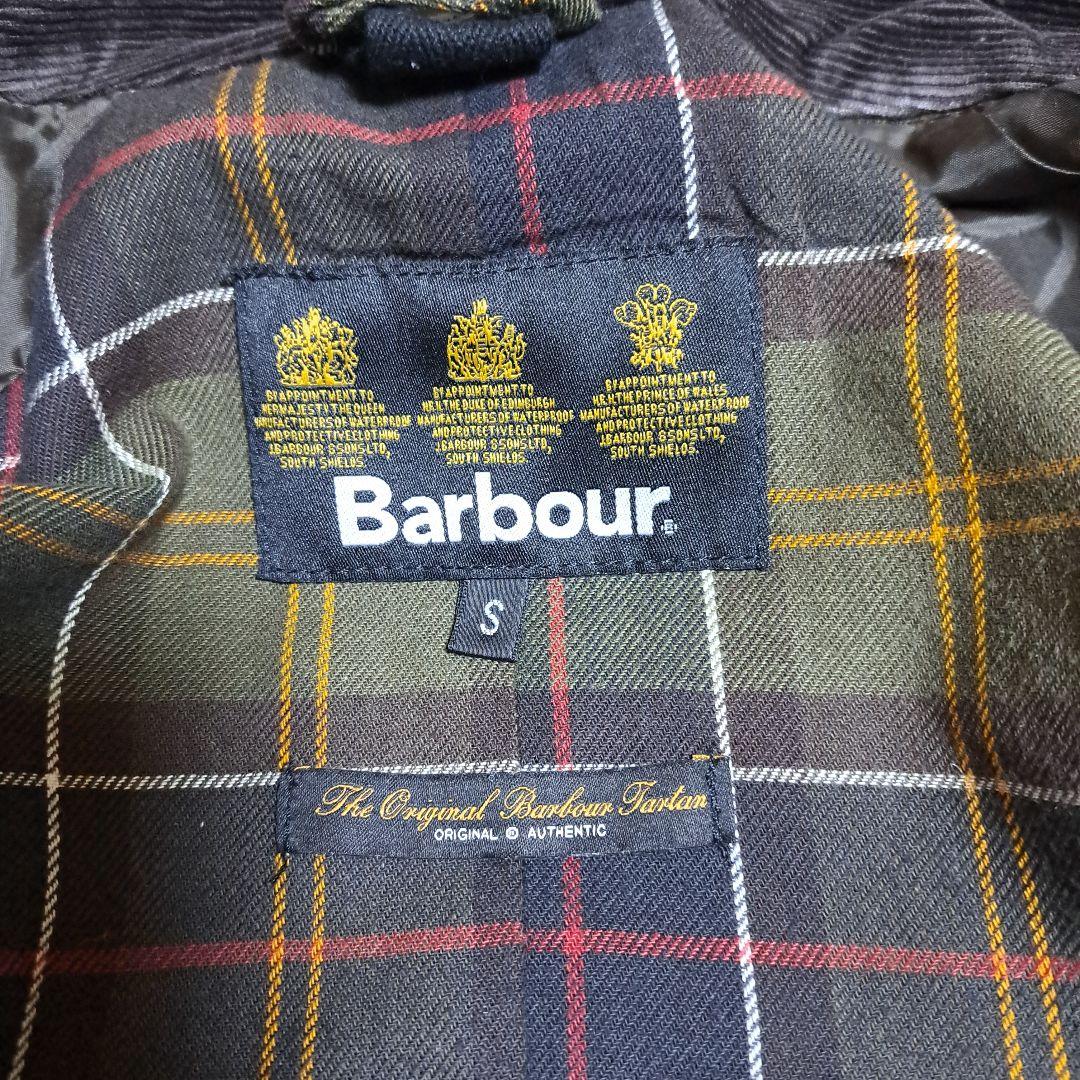 BY APPOINTMENT TO
HER MAJESTY THE QUEEN
MANUFACTURERS OF WATERPROOF
AND PROTECTIVE CLOTHING
J.BARBOUR & SONS LTD,
SOUTH SHIELDS.
BY APPOINTMENT TO
H.R.H. THE DUKE OF EDINBURGH
MANUFACTURERS OF WATERPROOF
AND PROTECTIVE CLOTHING
J.BARBOUR & SONS LTD,
SOUTH SHIELDS.
BY APPOINTMENT TO
H.R.H. THE PRINCE OF WALES
MANUFACTURERS OF WATERPROOF
AND PROTECTIVE CLOTHING
J.BARBOUR & SONS LTD,
SOUTH SHIELDS.
Barbour®
S
The Original Barbour Tartan
ORIGINAL ® AUTHENTIC